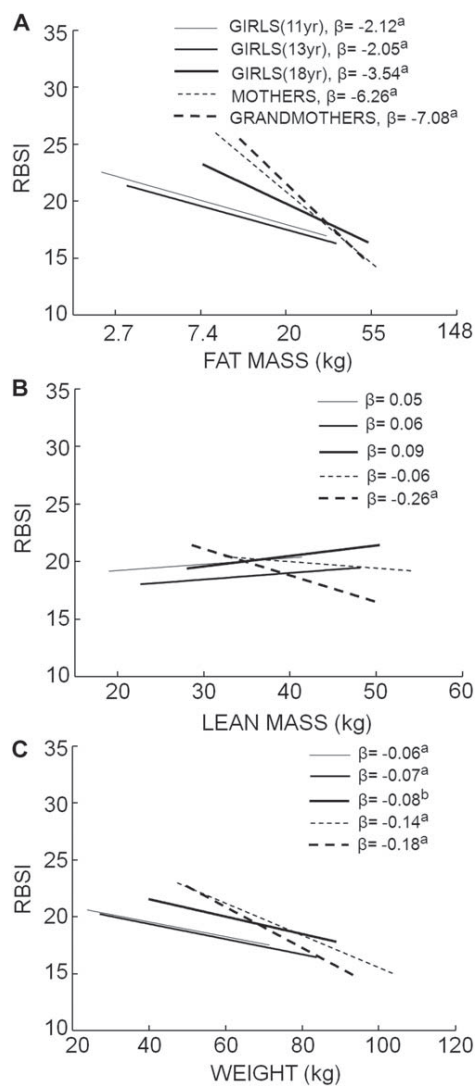 A
GIRLS(11yr), β= -2.12a
GIRLS(13yr), β= -2.05a
GIRLS(18yr), β= -3.54a
MOTHERS, β= -6.26a
GRANDMOTHERS, β= -7.08a
35
30
25
20
15
10
RBSI
2.7 7.4 20 55 148
FAT MASS (kg)
B
β= 0.05
β= 0.06
β= 0.09
β= -0.06
β= -0.26a
35
30
25
20
15
10
RBSI
20 30 40 50 60
LEAN MASS (kg)
C
β= -0.06a
β= -0.07a
β= -0.08b
β= -0.14a
β= -0.18a
35
30
25
20
15
10
RBSI
20 40 60 80 100 120
WEIGHT (kg)